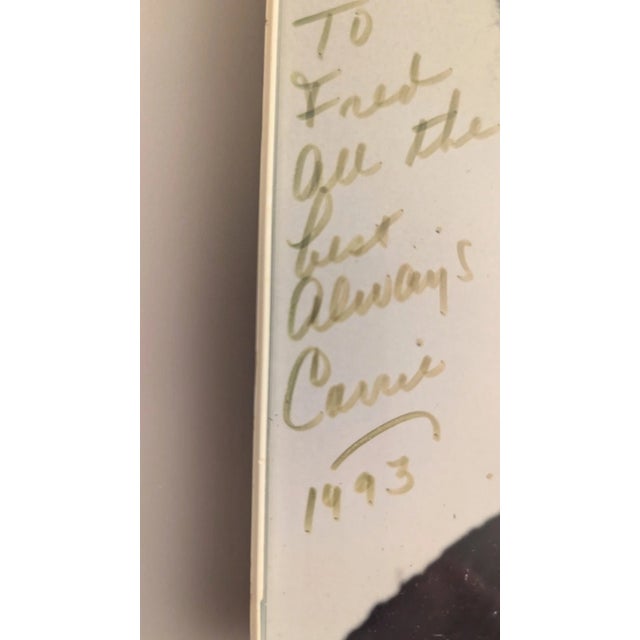 To
Fred
All the
best
Always
Carrie
1993